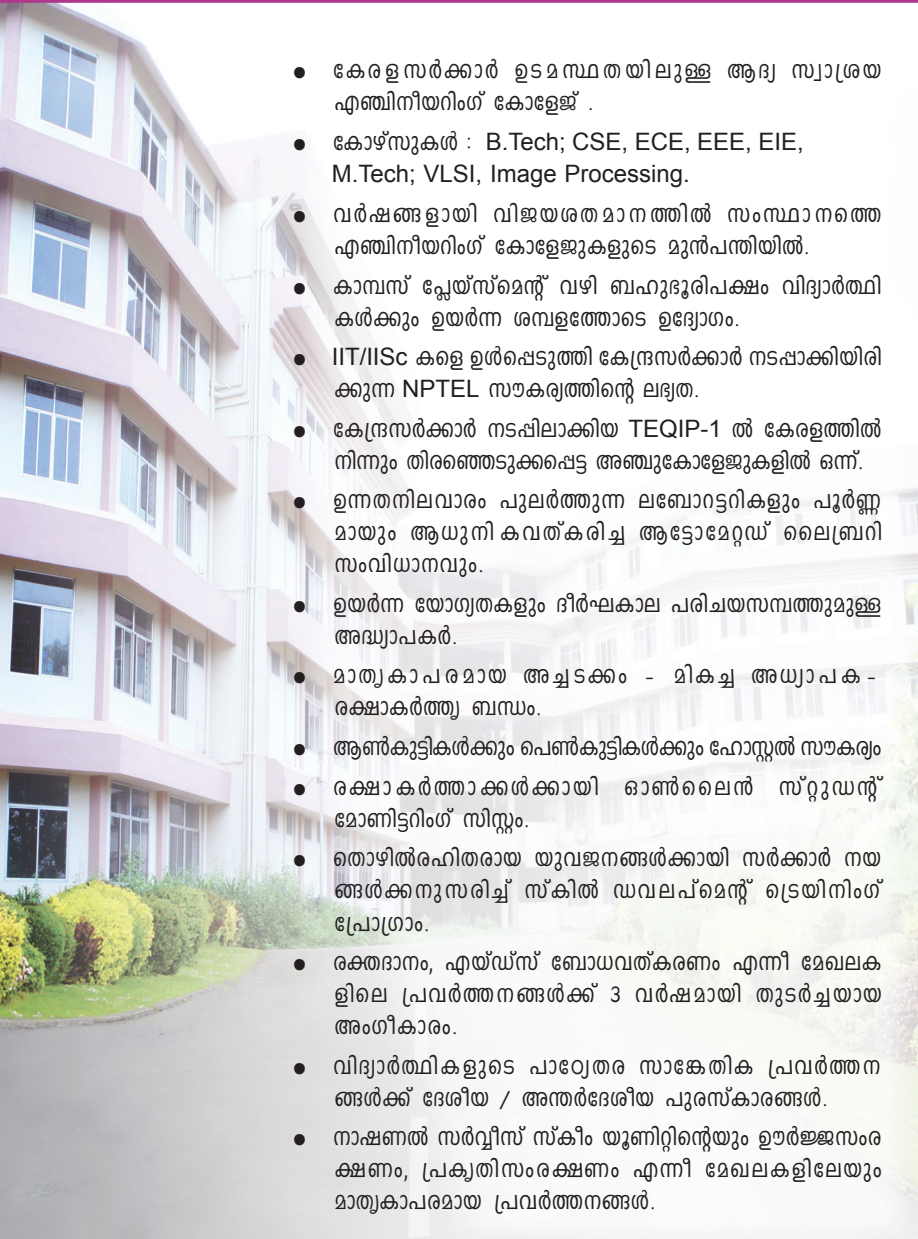 ● കേരളസർക്കാർ ഉടമസ്ഥതയിലുള്ള ആദ്യ സ്വാശ്രയ
എഞ്ചിനീയറിംഗ് കോളേജ് .
● കോഴ്സുകൾ : B.Tech; CSE, ECE, EEE, EIE,
M.Tech; VLSI, Image Processing.
● വർഷങ്ങളായി വിജയശതമാനത്തിൽ സംസ്ഥാനത്തെ
എഞ്ചിനീയറിംഗ് കോളേജുകളുടെ മുൻപന്തിയിൽ.
● കാമ്പസ് പ്ലേയ്സ്മെന്റ് വഴി ബഹുഭൂരിപക്ഷം വിദ്യാർത്ഥി
കൾക്കും ഉയർന്ന ശമ്പളത്തോടെ ഉദ്യോഗം.
● IIT/IISc കളെ ഉൾപ്പെടുത്തി കേന്ദ്രസർക്കാർ നടപ്പാക്കിയിരി
ക്കുന്ന NPTEL സൗകര്യത്തിന്റെ ലഭ്യത.
● കേന്ദ്രസർക്കാർ നടപ്പിലാക്കിയ TEQIP-1 ൽ കേരളത്തിൽ
നിന്നും തിരഞ്ഞെടുക്കപ്പെട്ട അഞ്ചുകോളേജുകളിൽ ഒന്ന്.
● ഉന്നതനിലവാരം പുലർത്തുന്ന ലബോറട്ടറികളും പൂർണ്ണ
മായും ആധുനികവത്കരിച്ച ആട്ടോമേറ്റഡ് ലൈബ്രറി
സംവിധാനവും.
● ഉയർന്ന യോഗ്യതകളും ദീർഘകാല പരിചയസമ്പത്തുമുള്ള
അദ്ധ്യാപകർ.
● മാതൃകാപരമായ അച്ചടക്കം - മികച്ച അധ്യാപക-
രക്ഷാകർത്തൃ ബന്ധം.
● ആൺകുട്ടികൾക്കും പെൺകുട്ടികൾക്കും ഹോസ്റ്റൽ സൗകര്യം
● രക്ഷാകർത്താക്കൾക്കായി ഓൺലൈൻ സ്റ്റുഡന്റ്
മോണിട്ടറിംഗ് സിസ്റ്റം.
● തൊഴിൽരഹിതരായ യുവജനങ്ങൾക്കായി സർക്കാർ നയ
ങ്ങൾക്കനുസരിച്ച് സ്കിൽ ഡവലപ്മെന്റ് ട്രെയിനിംഗ്
പ്രോഗ്രാം.
● രക്തദാനം, എയ്ഡ്സ് ബോധവത്കരണം എന്നീ മേഖലക
ളിലെ പ്രവർത്തനങ്ങൾക്ക് 3 വർഷമായി തുടർച്ചയായ
അംഗീകാരം.
● വിദ്യാർത്ഥികളുടെ പാഠ്യേതര സാങ്കേതിക പ്രവർത്തന
ങ്ങൾക്ക് ദേശീയ / അന്തർദേശീയ പുരസ്കാരങ്ങൾ.
● നാഷണൽ സർവ്വീസ് സ്കീം യൂണിറ്റിന്റെയും ഊർജ്ജസംര
ക്ഷണം, പ്രകൃതിസംരക്ഷണം എന്നീ മേഖലകളിലേയും
മാതൃകാപരമായ പ്രവർത്തനങ്ങൾ.